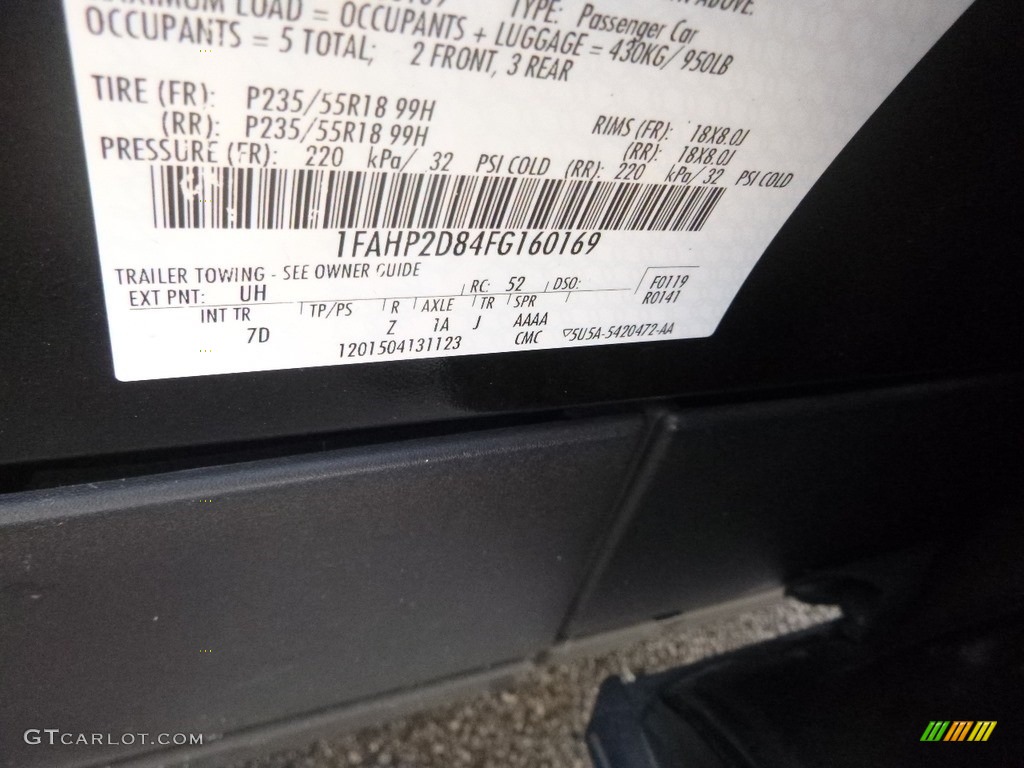 TYPE: Passenger Car
MAXIMUM LOAD = OCCUPANTS + LUGGAGE = 430KG/950LB
OCCUPANTS = 5 TOTAL; 2 FRONT, 3 REAR
TIRE (FR): P235/55R18 99H RIMS (FR): 18X8.0J
(RR): P235/55R18 99H (RR): 18X8.0J
PRESSURE (FR): 220 kPa/ 32 PSI COLD (RR): 220 kPa/32 PSI COLD
1FAHP2D84FG160169
TRAILER TOWING - SEE OWNER GUIDE
EXT PNT: UH RC: 52 DSO: F0119
R0141
INT TR TP/PS R AXLE TR SPR
7D Z 1A J AAAA
1201504131123 CMC ▽5U5A-5420472-AA
GTCARLOT.COM